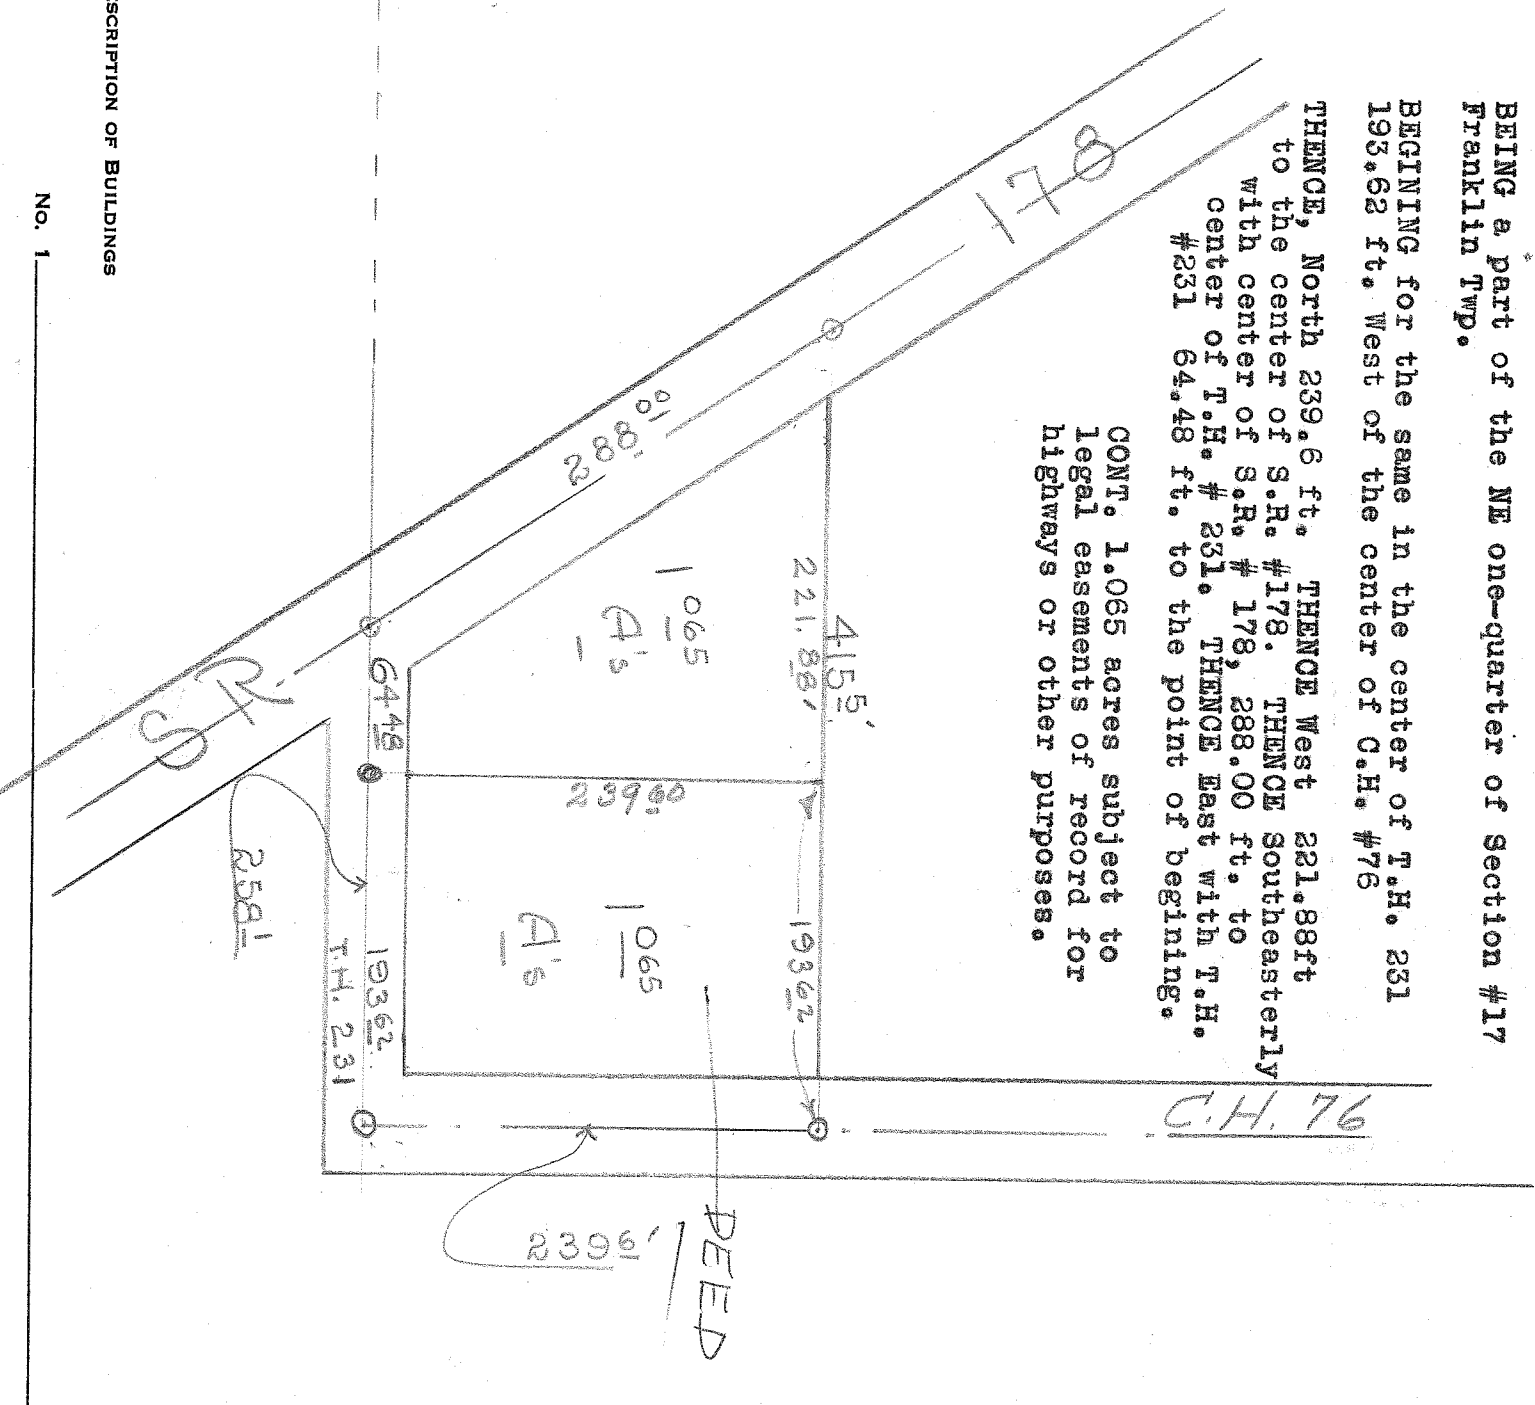 BEING a part of the NE one-quarter of Section #17
Franklin Twp.
BEGINING for the same in the center of T.H. 231
193.62 ft. West of the center of C.H. #76
THENCE, North 239.6 ft. THENCE West 221.88ft
to the center of S.R. #178. THENCE Southeasterly
with center of S.R. # 178, 288.00 ft. to
center of T.H. # 231. THENCE East with T.H.
#231 64.48 ft. to the point of begining.
CONT. 1.065 acres subject to
legal easements of record for
highways or other purposes.
178
C.H. 76
415 5'
221.88'
193 62
288 00
1 065
A's
239 60
1 065
A's
DEED
239 6'
64 48
193 62
T.H. 231
SR
258 1
SCRIPTION OF BUILDINGS
No. 1